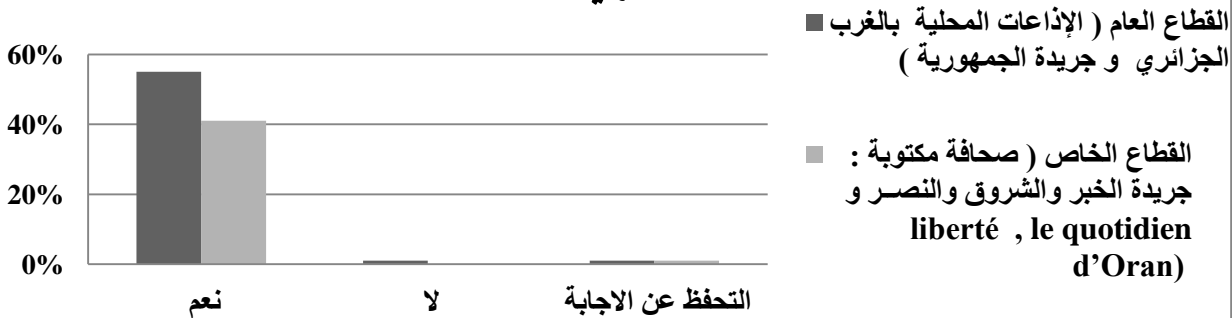 القطاع العام ( الإذاعات المحلية بالغرب
الجزائري و جريدة الجمهورية )
القطاع الخاص ( صحافة مكتوبة :
جريدة الخبر والشروق والنصــر و
liberté , le quotidien
d’Oran)
60%
40%
20%
0%
نعم
لا
التحفظ عن الاجابة